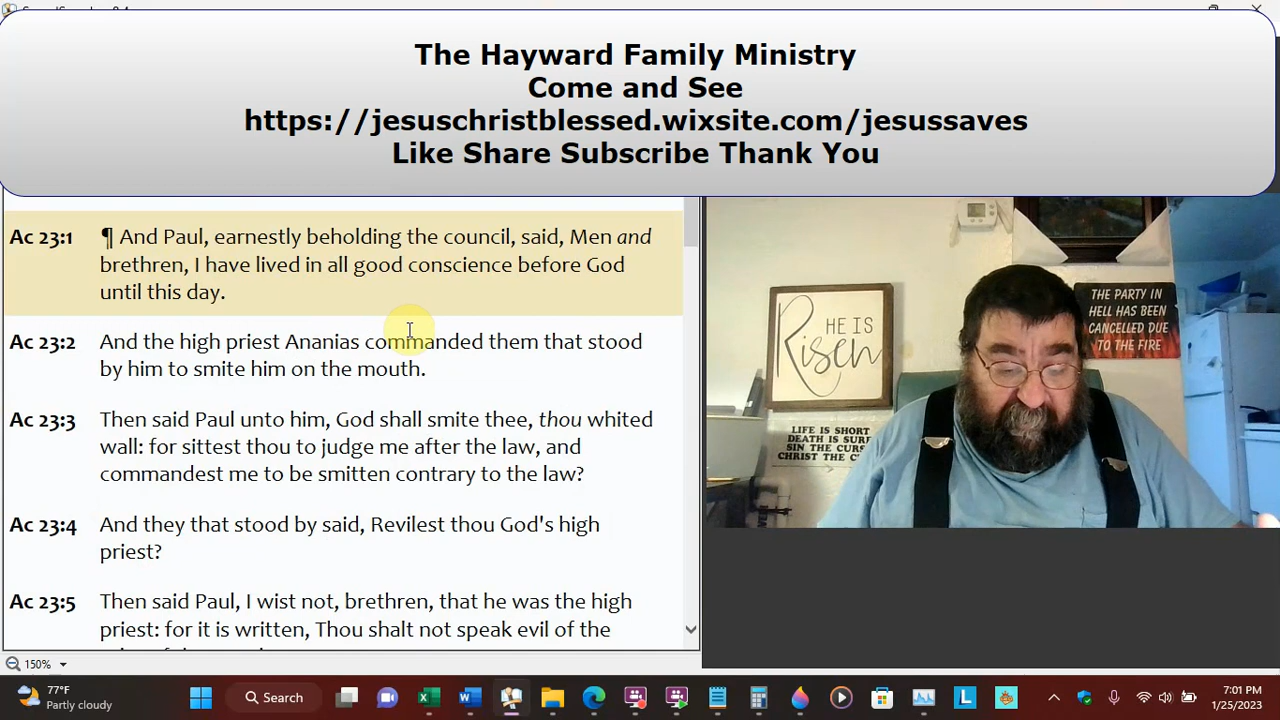 The Hayward Family Ministry
Come and See
https://jesuschristblessed.wixsite.com/jesussaves
Like Share Subscribe Thank You
Ac 23:1 ¶ And Paul, earnestly beholding the council, said, Men and
brethren, I have lived in all good conscience before God
until this day.
Ac 23:2 And the high priest Ananias commanded them that stood
by him to smite him on the mouth.
Ac 23:3 Then said Paul unto him, God shall smite thee, thou whited
wall: for sittest thou to judge me after the law, and
commandest me to be smitten contrary to the law?
Ac 23:4 And they that stood by said, Revilest thou God's high
priest?
Ac 23:5 Then said Paul, I wist not, brethren, that he was the high
priest: for it is written, Thou shalt not speak evil of the
HE IS
Risen
THE PARTY IN
HELL HAS BEEN
CANCELLED DUE
TO THE FIRE
LIFE IS SHORT
DEATH IS SURE
SIN THE CURSE
CHRIST THE
150%
77°F
Partly cloudy
Search
7:01 PM
1/25/2023